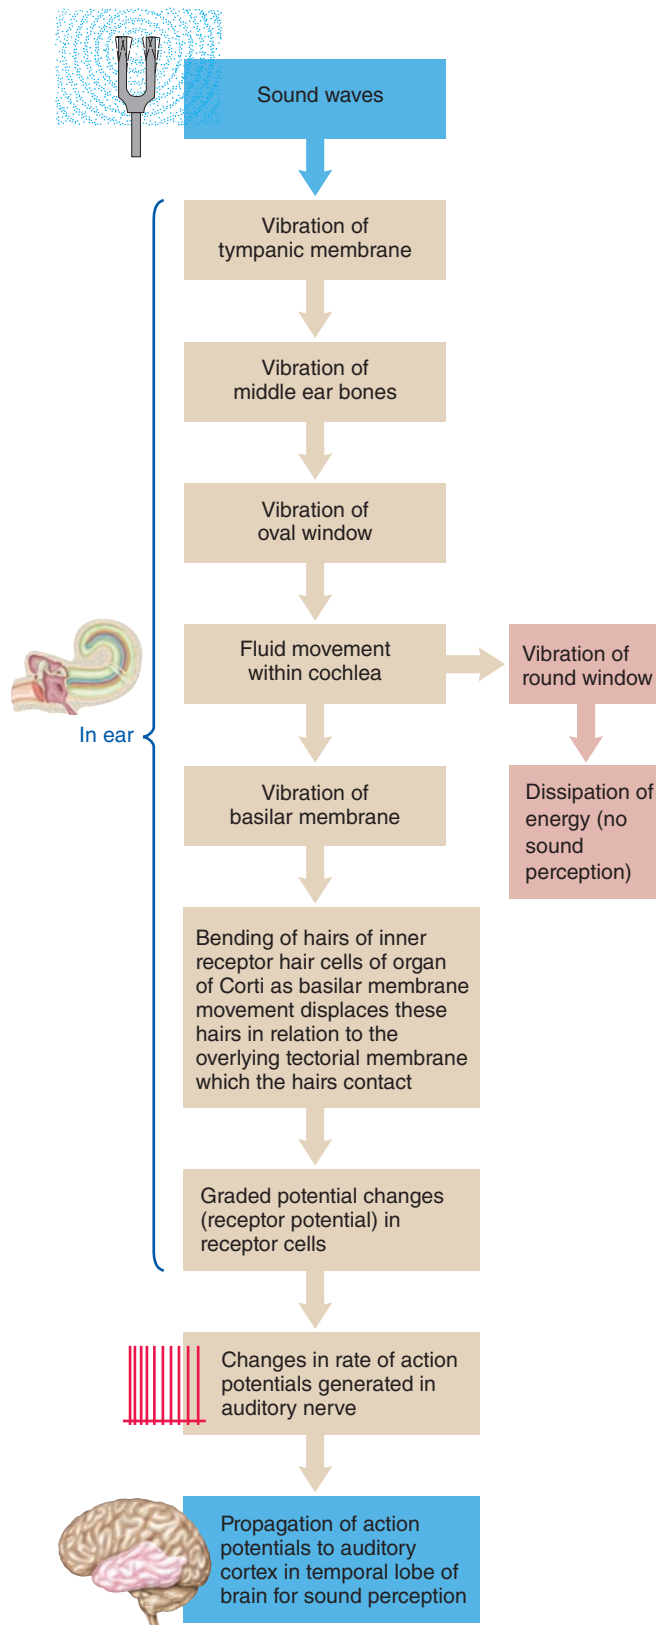 Sound waves
Vibration of
tympanic membrane
Vibration of
middle ear bones
Vibration of
oval window
Fluid movement
within cochlea
Vibration of
round window
In ear
Vibration of
basilar membrane
Dissipation of
energy (no
sound
perception)
Bending of hairs of inner
receptor hair cells of organ
of Corti as basilar membrane
movement displaces these
hairs in relation to the
overlying tectorial membrane
which the hairs contact
Graded potential changes
(receptor potential) in
receptor cells
Changes in rate of action
potentials generated in
auditory nerve
Propagation of action
potentials to auditory
cortex in temporal lobe of
brain for sound perception